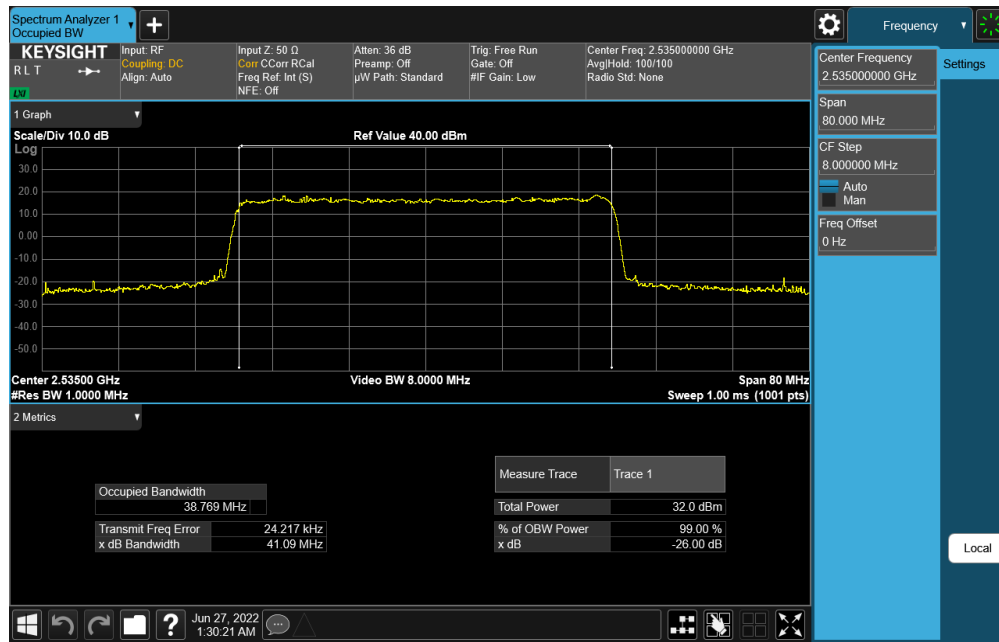 Spectrum Analyzer 1
Occupied BW
Frequency
KEYSIGHT
R L T
LXI
Input: RF
Coupling: DC
Align: Auto
Input Z: 50 Ω
Corr CCorr RCal
Freq Ref: Int (S)
NFE: Off
Atten: 36 dB
Preamp: Off
µW Path: Standard
Trig: Free Run
Gate: Off
#IF Gain: Low
Center Freq: 2.535000000 GHz
Avg|Hold: 100/100
Radio Std: None
Center Frequency
2.535000000 GHz
Settings
Span
80.000 MHz
CF Step
8.000000 MHz
Auto
Man
Freq Offset
0 Hz
Local
1 Graph
Scale/Div 10.0 dB
Ref Value 40.00 dBm
Log
30.0
20.0
10.0
0.00
-10.0
-20.0
-30.0
-40.0
-50.0
Center 2.53500 GHz
Video BW 8.0000 MHz
Span 80 MHz
#Res BW 1.0000 MHz
Sweep 1.00 ms (1001 pts)
2 Metrics
Measure Trace
Trace 1
Occupied Bandwidth
38.769 MHz
Total Power
32.0 dBm
Transmit Freq Error
24.217 kHz
% of OBW Power
99.00 %
x dB Bandwidth
41.09 MHz
x dB
-26.00 dB
?
Jun 27, 2022
1:30:21 AM